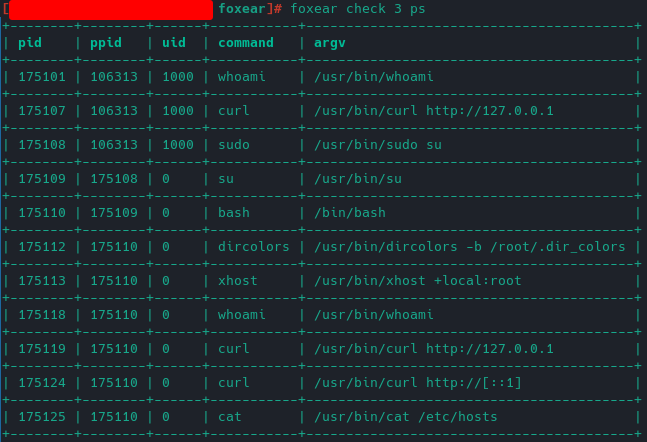 [ foxear]# foxear check 3 ps
+--------+--------+------+-----------+----------------------------------------+
| pid | ppid | uid | command | argv |
+--------+--------+------+-----------+----------------------------------------+
| 175101 | 106313 | 1000 | whoami | /usr/bin/whoami |
+--------+--------+------+-----------+----------------------------------------+
| 175107 | 106313 | 1000 | curl | /usr/bin/curl http://127.0.0.1 |
+--------+--------+------+-----------+----------------------------------------+
| 175108 | 106313 | 1000 | sudo | /usr/bin/sudo su |
+--------+--------+------+-----------+----------------------------------------+
| 175109 | 175108 | 0 | su | /usr/bin/su |
+--------+--------+------+-----------+----------------------------------------+
| 175110 | 175109 | 0 | bash | /bin/bash |
+--------+--------+------+-----------+----------------------------------------+
| 175112 | 175110 | 0 | dircolors | /usr/bin/dircolors -b /root/.dir_colors |
+--------+--------+------+-----------+----------------------------------------+
| 175113 | 175110 | 0 | xhost | /usr/bin/xhost +local:root |
+--------+--------+------+-----------+----------------------------------------+
| 175118 | 175110 | 0 | whoami | /usr/bin/whoami |
+--------+--------+------+-----------+----------------------------------------+
| 175119 | 175110 | 0 | curl | /usr/bin/curl http://127.0.0.1 |
+--------+--------+------+-----------+----------------------------------------+
| 175124 | 175110 | 0 | curl | /usr/bin/curl http://[::1] |
+--------+--------+------+-----------+----------------------------------------+
| 175125 | 175110 | 0 | cat | /usr/bin/cat /etc/hosts |
+--------+--------+------+-----------+----------------------------------------+